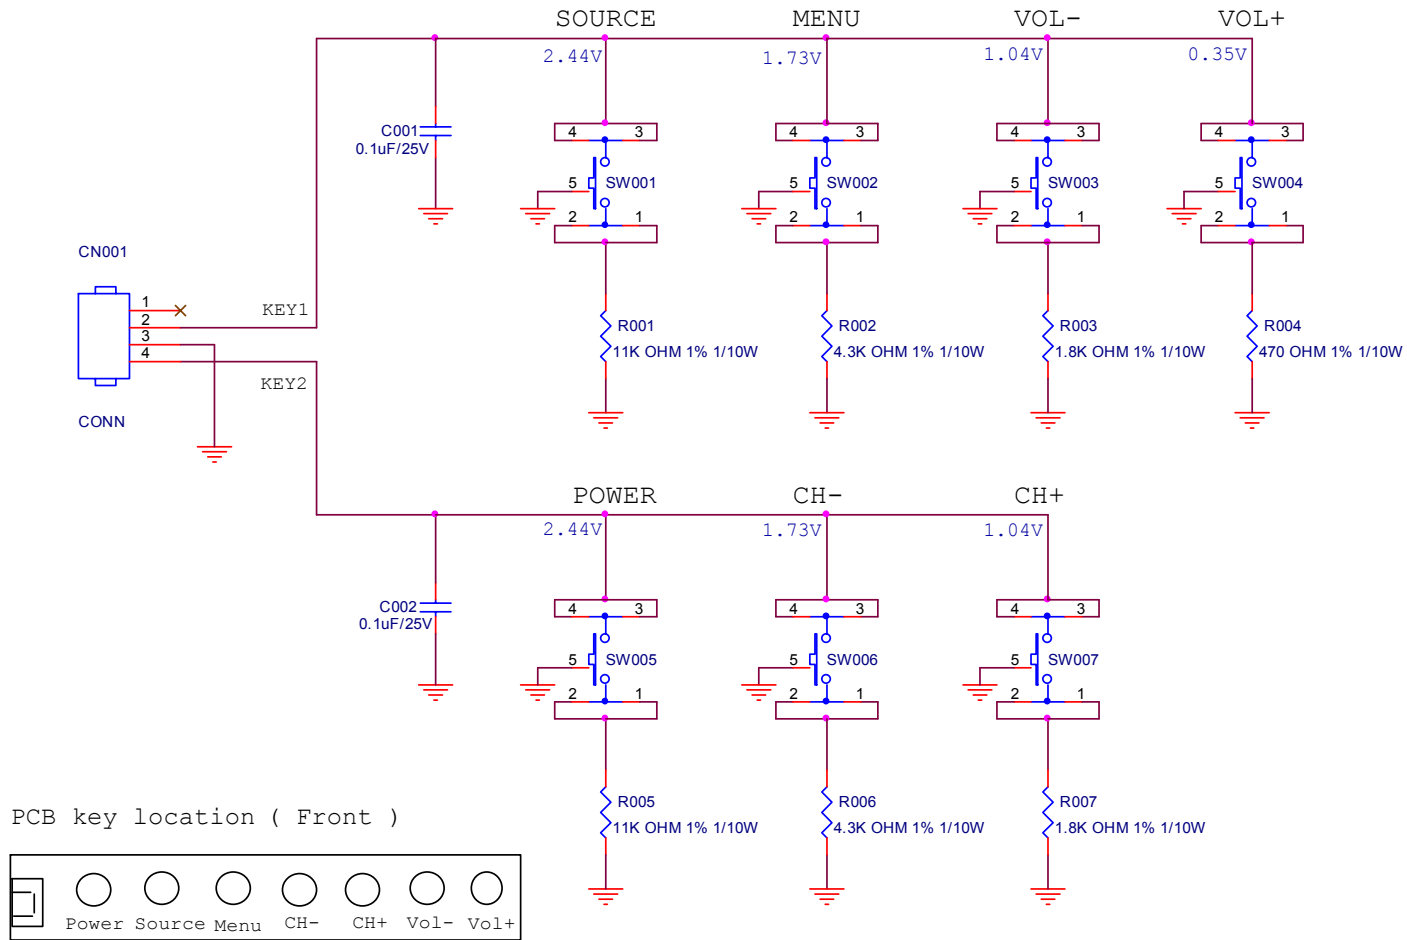 SOURCE MENU VOL- VOL+
2.44V 1.73V 1.04V 0.35V
C001
0.1uF/25V
4 3 4 3 4 3 4 3
5 SW001 5 SW002 5 SW003 5 SW004
2 1 2 1 2 1 2 1
CN001
1
2
3
4
KEY1
KEY2
CONN
R001 R002 R003 R004
11K OHM 1% 1/10W 4.3K OHM 1% 1/10W 1.8K OHM 1% 1/10W 470 OHM 1% 1/10W
POWER CH- CH+
2.44V 1.73V 1.04V
C002
0.1uF/25V
4 3 4 3 4 3
5 SW005 5 SW006 5 SW007
2 1 2 1 2 1
R005 R006 R007
11K OHM 1% 1/10W 4.3K OHM 1% 1/10W 1.8K OHM 1% 1/10W
PCB key location ( Front )
Power Source Menu CH- CH+ Vol- Vol+